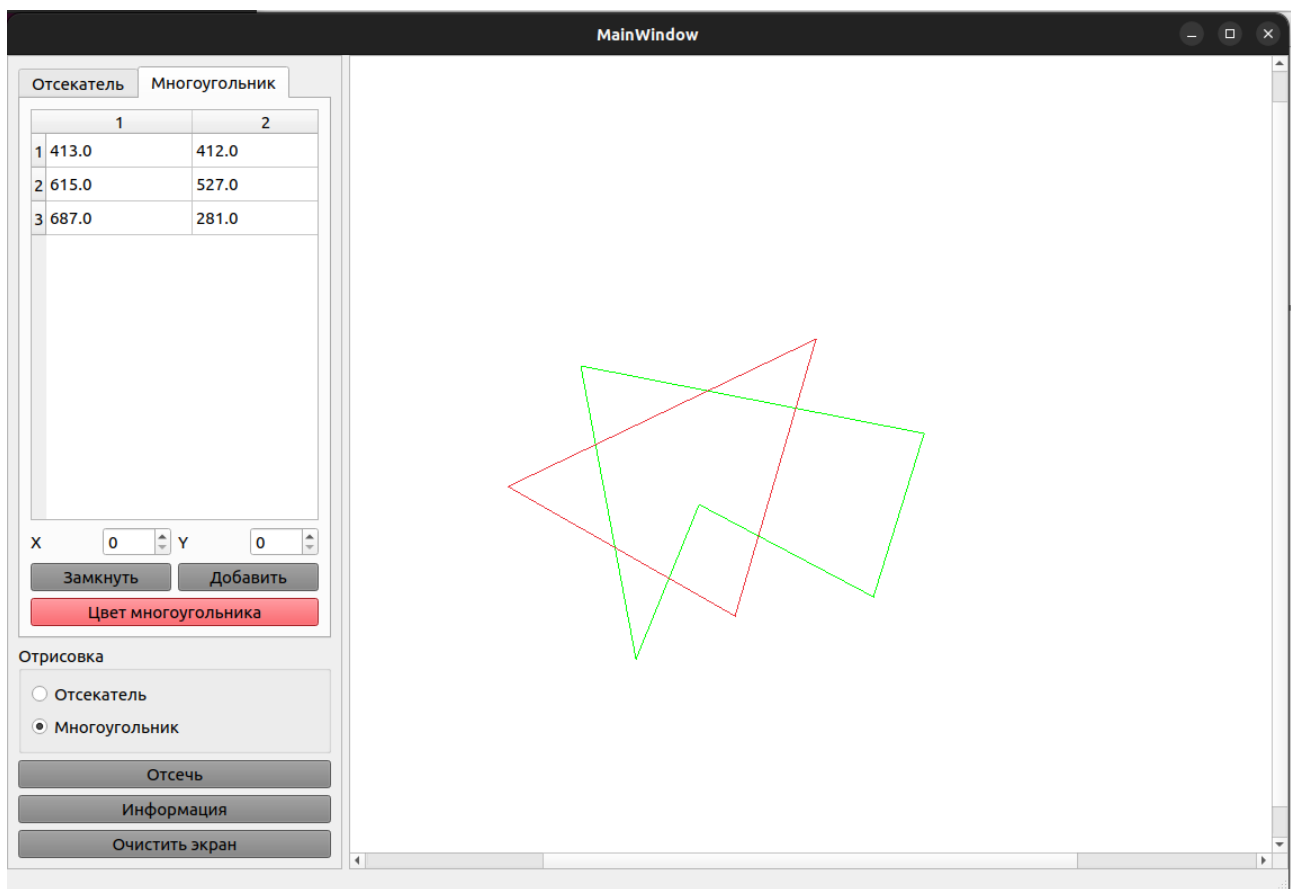 MainWindow
Отсекатель Многоугольник
1 2
1 413.0 412.0
2 615.0 527.0
3 687.0 281.0
X 0 Y 0
Замкнуть Добавить
Цвет многоугольника
Отрисовка
Отсекатель
Многоугольник
Отсечь
Информация
Очистить экран